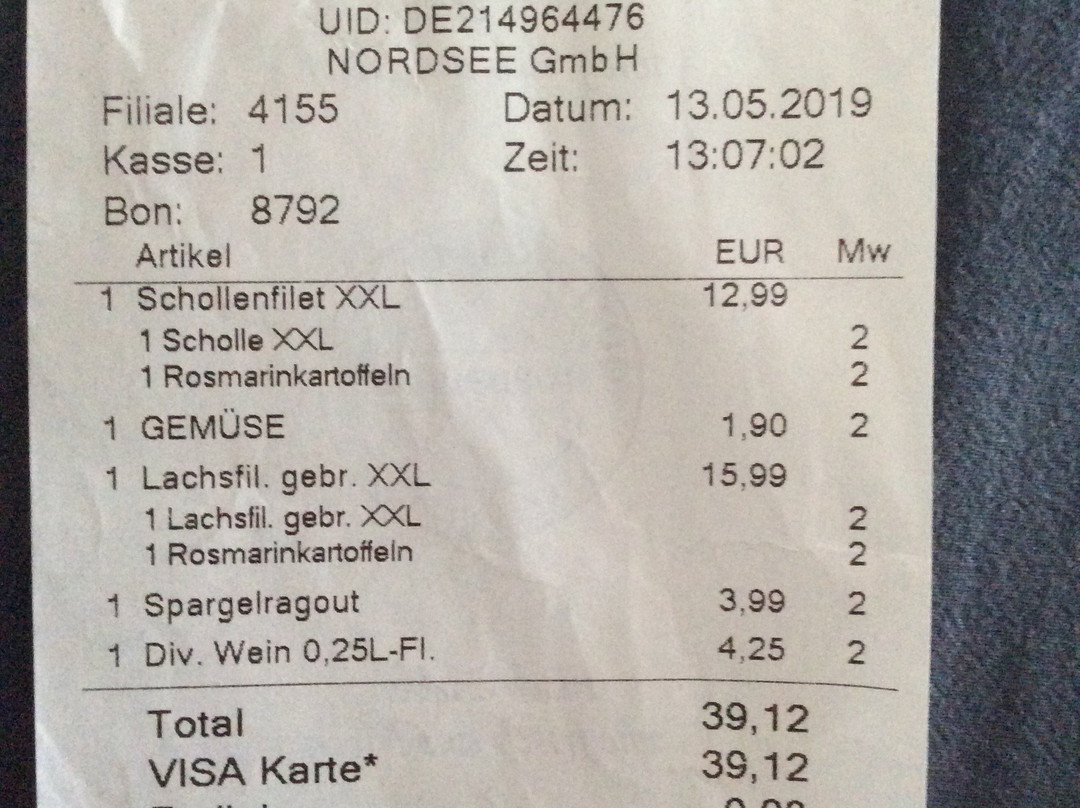 UID: DE214964476
NORDSEE GmbH
Filiale: 4155 Datum: 13.05.2019
Kasse: 1 Zeit: 13:07:02
Bon: 8792
Artikel EUR Mw
1 Schollenfilet XXL 12,99
1 Scholle XXL 2
1 Rosmarinkartoffeln 2
1 GEMÜSE 1,90 2
1 Lachsfil. gebr. XXL 15,99
1 Lachsfil. gebr. XXL 2
1 Rosmarinkartoffeln 2
1 Spargelragout 3,99 2
1 Div. Wein 0,25L-Fl. 4,25 2
Total 39,12
VISA Karte* 39,12